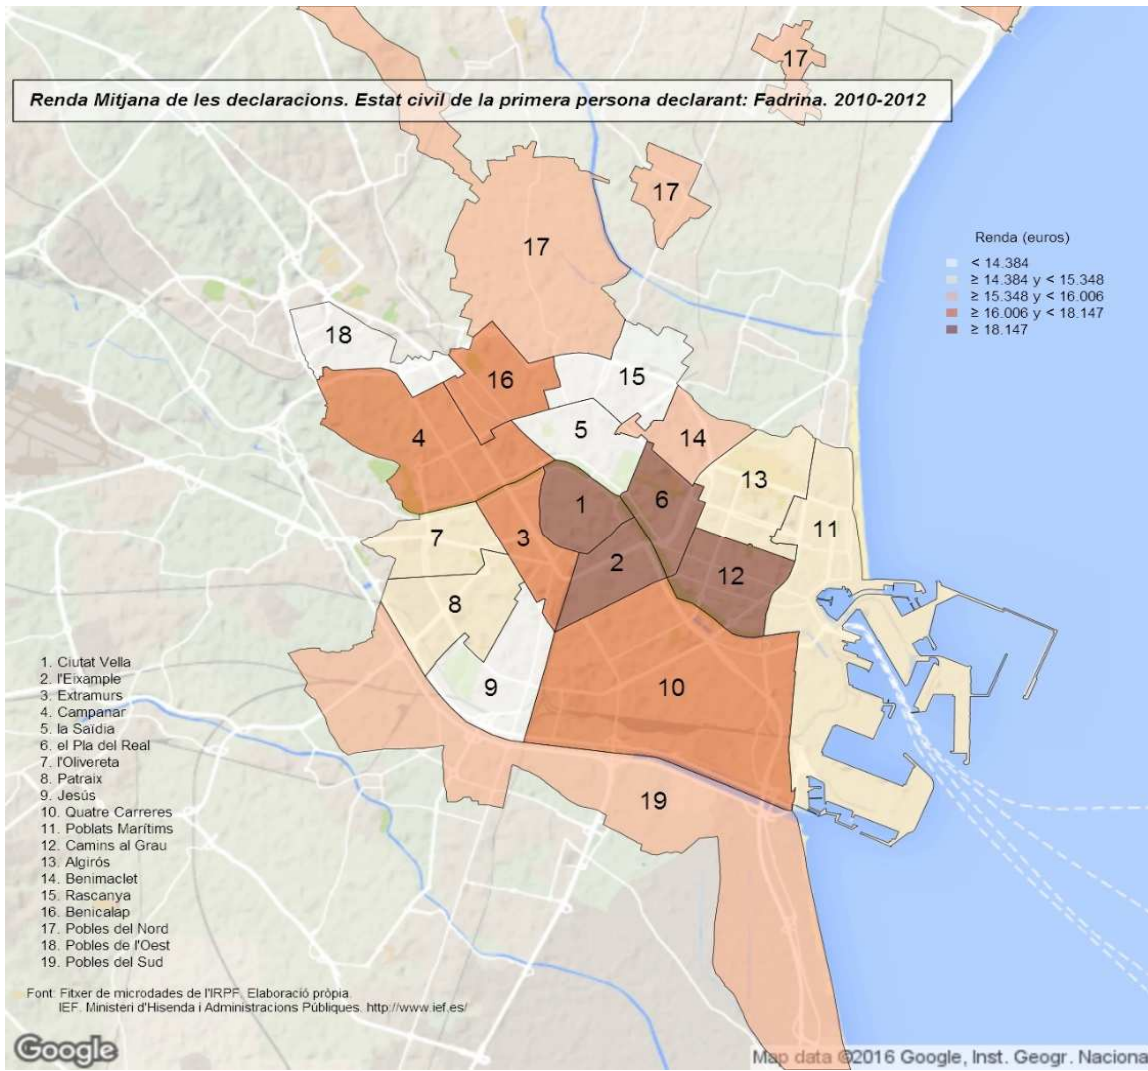 Renda Mitjana de les declaracions. Estat civil de la primera persona declarant: Fadrina. 2010-2012
17
17
17
Renda (euros)
< 14.384
≥ 14.384 y < 15.348
≥ 15.348 y < 16.006
≥ 16.006 y < 18.147
≥ 18.147
18
16
15
4
5
14
13
1
6
11
7
3
2
12
8
9
10
19
1. Ciutat Vella
2. l'Eixample
3. Extramurs
4. Campanar
5. la Saïdia
6. el Pla del Real
7. l'Olivereta
8. Patraix
9. Jesús
10. Quatre Carreres
11. Poblats Marítims
12. Camins al Grau
13. Algirós
14. Benimaclet
15. Rascanya
16. Benicalap
17. Pobles del Nord
18. Pobles de l'Oest
19. Pobles del Sud
Font: Fitxer de microdades de l'IRPF. Elaboració pròpia.
IEF. Ministeri d'Hisenda i Administracions Públiques. http://www.ief.es/
Google
Map data ©2016 Google, Inst. Geogr. Naciona